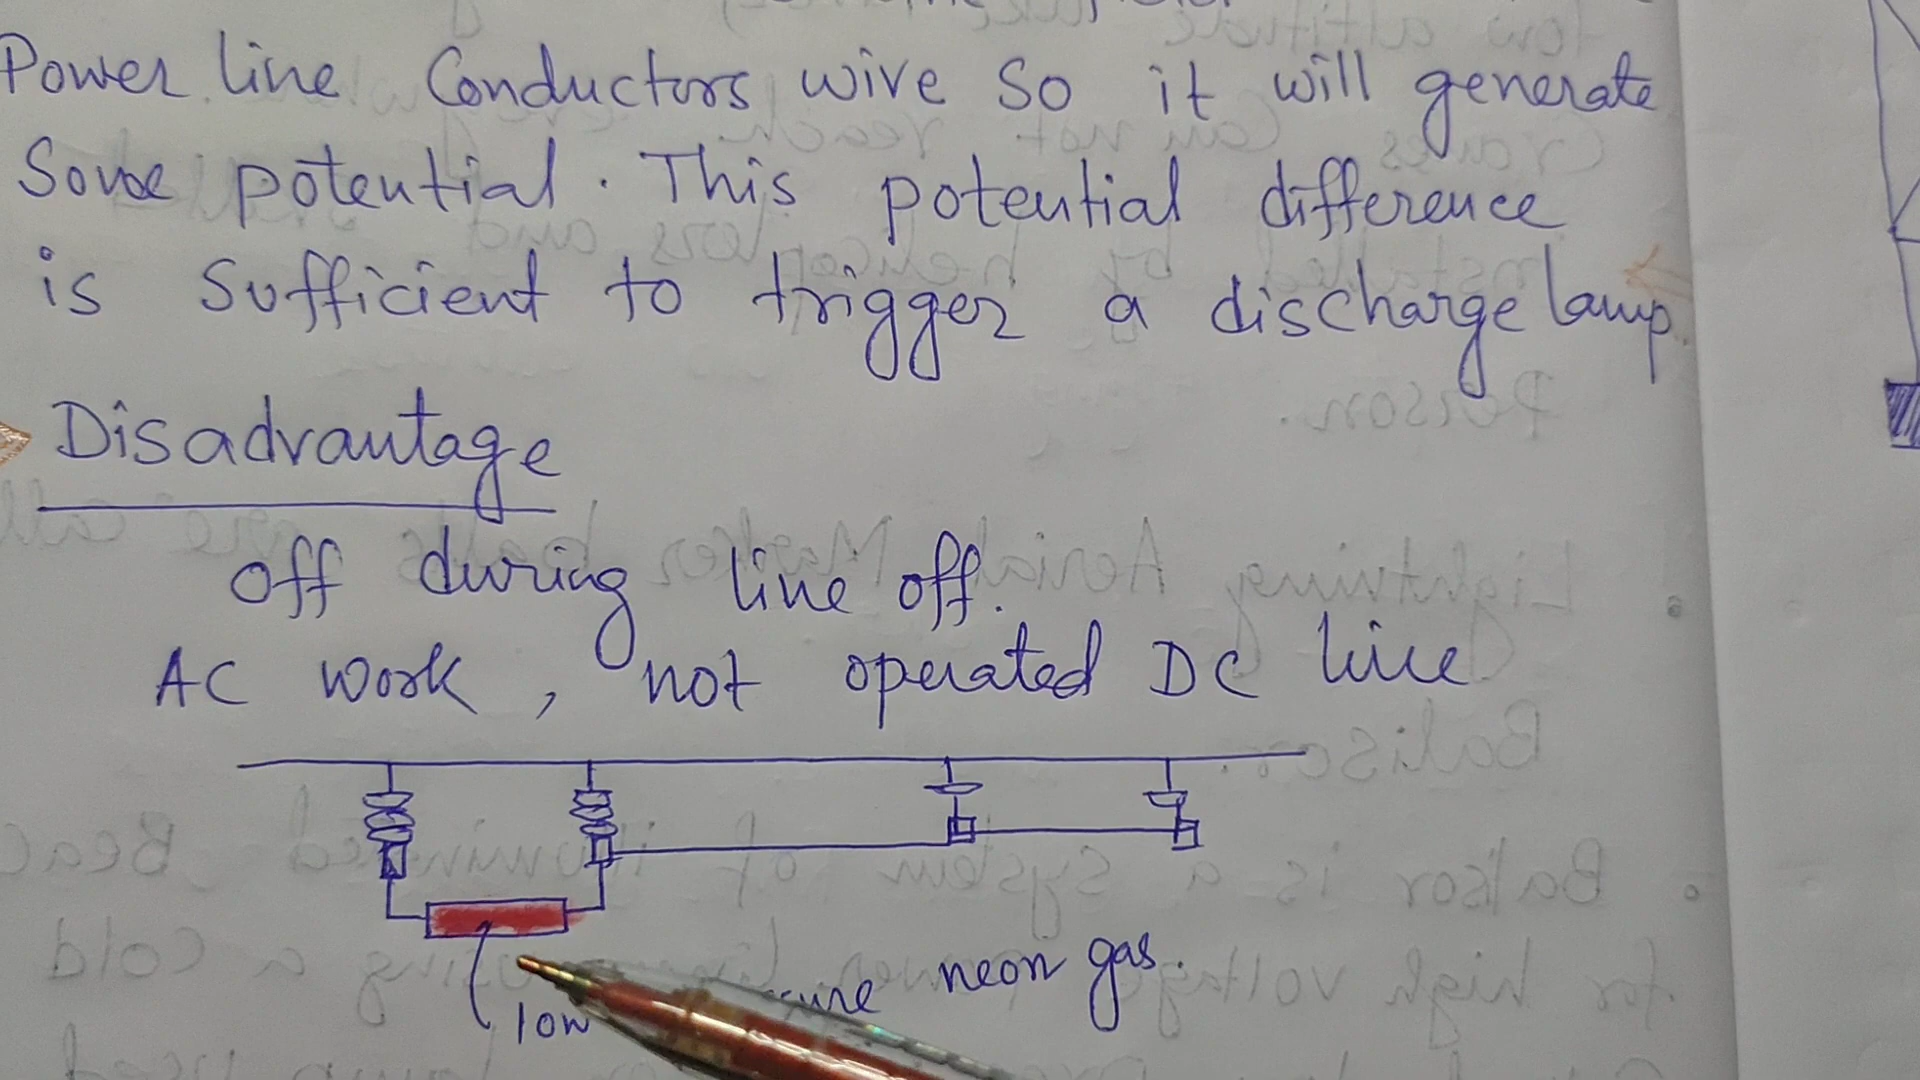 Power line Conductors wire So it will generate
Some potential. This potential difference
is Sufficient to trigger a discharge lamp.
Disadvantage
off during line off.
AC work, not operated DC line
low neon gas.